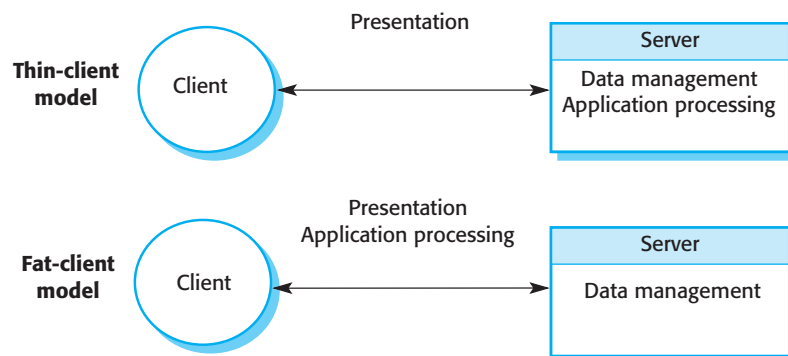 Presentation
Thin-client
model
Client
Server
Data management
Application processing
Presentation
Application processing
Fat-client
model
Client
Server
Data management